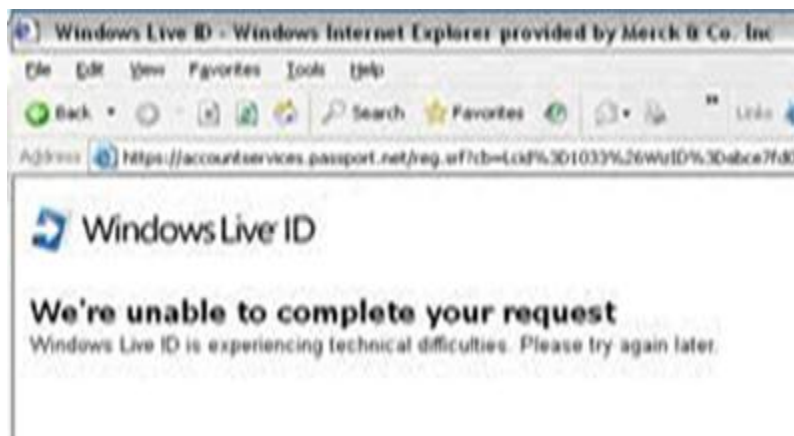 Windows Live ID - Windows Internet Explorer provided by Merck & Co. Inc
File Edit View Favorites Tools Help
Back Search Favorites Links
Address https://accountservices.passport.net/reg.srf?cb=Lcid%3D1033%26WizID%3Dabce7fd0
Windows Live ID
We're unable to complete your request
Windows Live ID is experiencing technical difficulties. Please try again later.